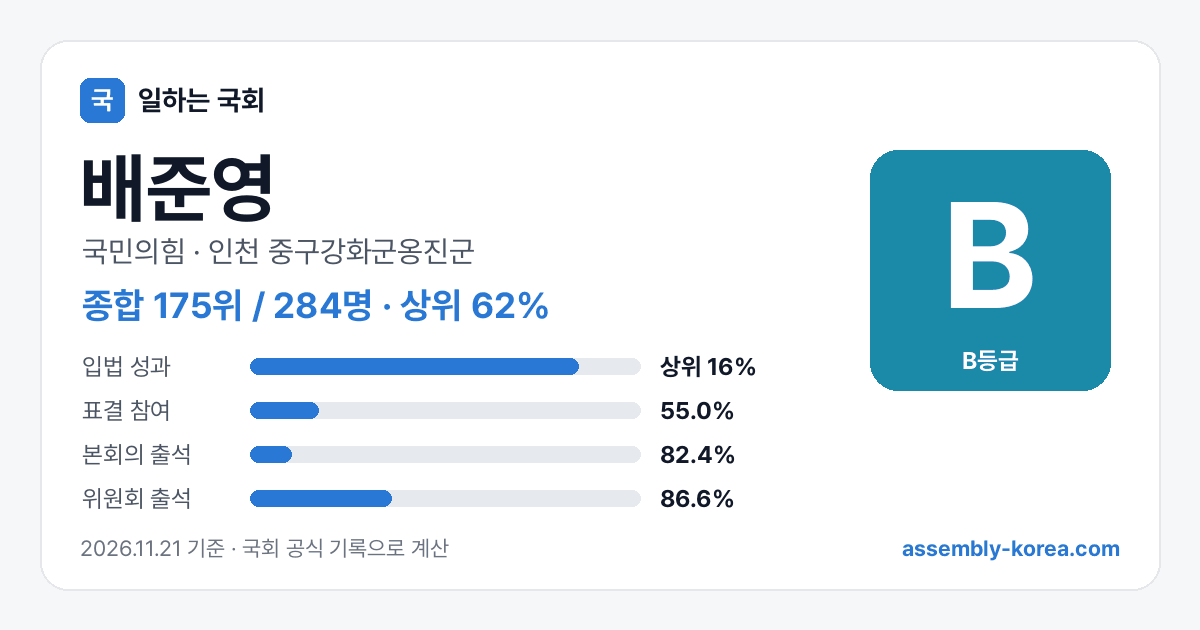 국 일하는 국회
배준영
국민의힘 · 인천 중구강화군옹진군
종합 175위 / 284명 · 상위 62%
B
B등급
입법 성과 상위 16%
표결 참여 55.0%
본회의 출석 82.4%
위원회 출석 86.6%
2026.11.21 기준 · 국회 공식 기록으로 계산
assembly-korea.com